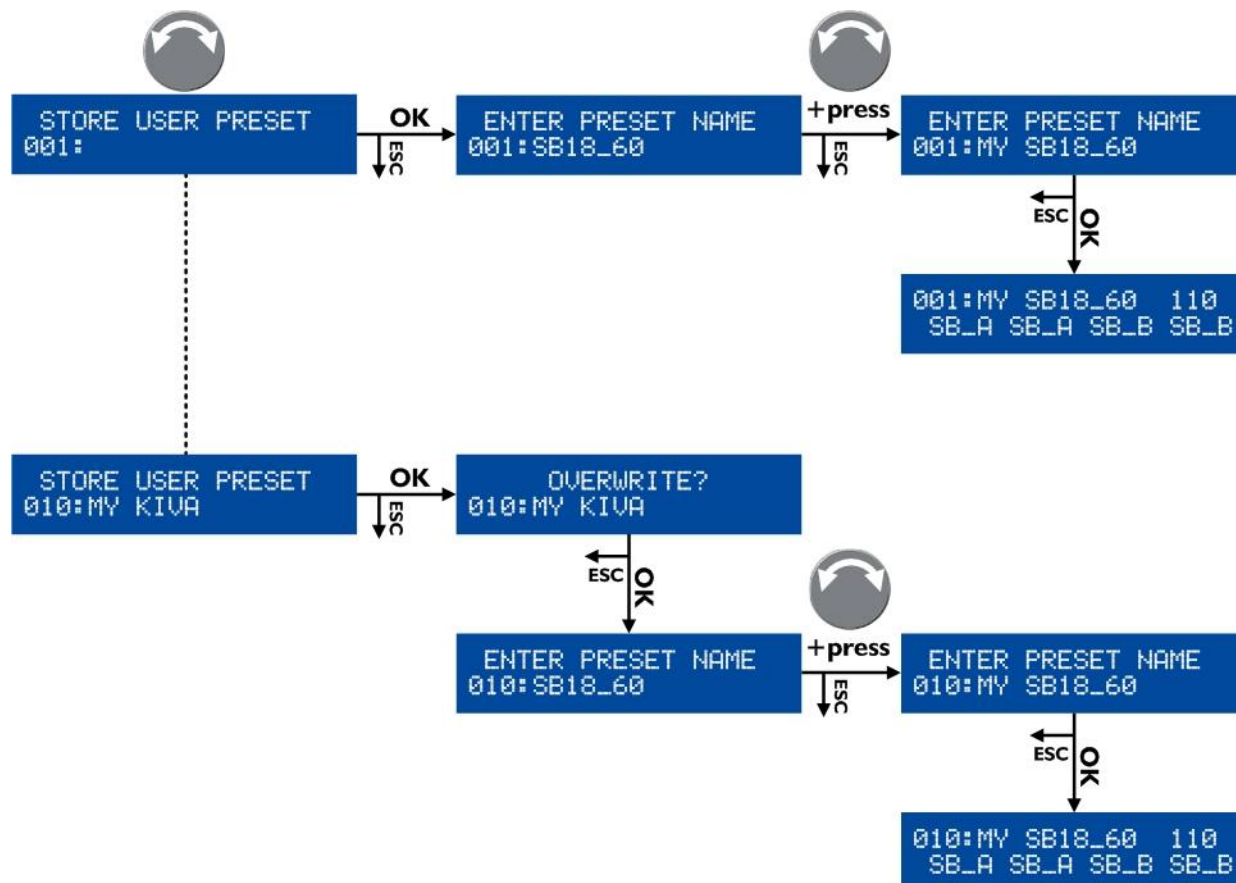 STORE USER PRESET
001:
OK
ESC
ENTER PRESET NAME
001:SB18_60
+press
ESC
ENTER PRESET NAME
001:MY SB18_60
ESC
OK
001:MY SB18_60 110
SB_A SB_A SB_B SB_B
STORE USER PRESET
010:MY KIVA
OK
ESC
OVERWRITE?
010:MY KIVA
ESC
OK
ENTER PRESET NAME
010:SB18_60
+press
ESC
ENTER PRESET NAME
010:MY SB18_60
ESC
OK
010:MY SB18_60 110
SB_A SB_A SB_B SB_B